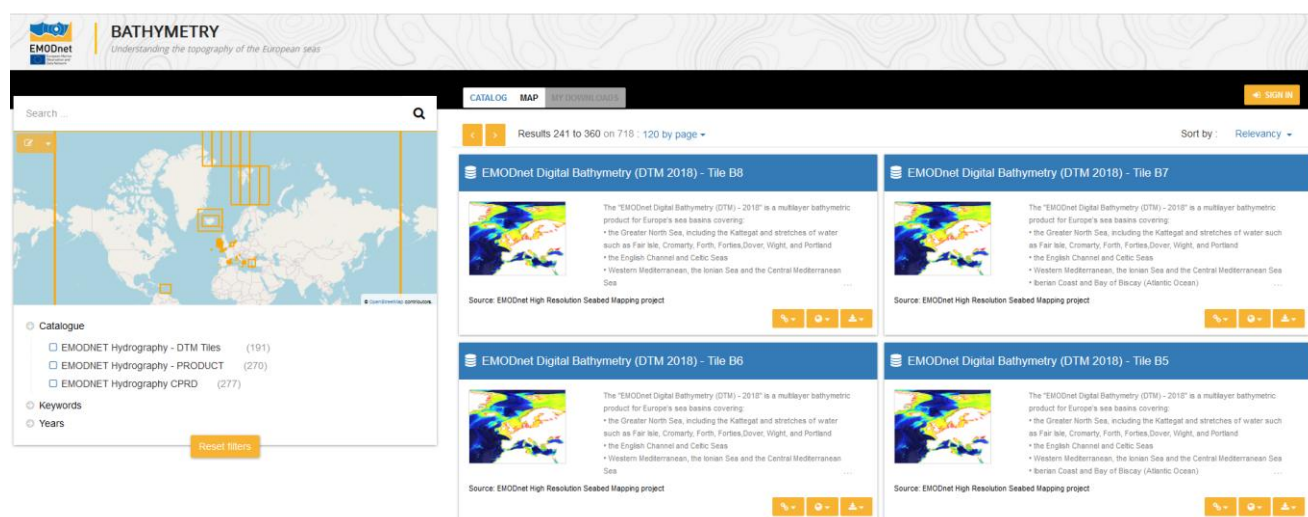 EMODnet
BATHYMETRY
Understanding the topography of the European seas
CATALOG MAP MY DOWNLOADS
SIGN IN
Search ...
Results 241 to 360 on 718 : 120 by page
Sort by : Relevancy
© OpenStreetMap contributors.
Catalogue
EMODNET Hydrography - DTM Tiles (191)
EMODNET Hydrography - PRODUCT (270)
EMODNET Hydrography CPRD (277)
Keywords
Years
Reset filters
EMODnet Digital Bathymetry (DTM 2018) - Tile B8
The "EMODnet Digital Bathymetry (DTM) - 2018" is a multilayer bathymetric
product for Europe's sea basins covering:
• the Greater North Sea, including the Kattegat and stretches of water
such as Fair Isle, Cromarty, Forth, Forties,Dover, Wight, and Portland
• the English Channel and Celtic Seas
• Western Mediterranean, the Ionian Sea and the Central Mediterranean
Sea
....
Source: EMODnet High Resolution Seabed Mapping project
EMODnet Digital Bathymetry (DTM 2018) - Tile B7
The "EMODnet Digital Bathymetry (DTM) - 2018" is a multilayer bathymetric
product for Europe's sea basins covering:
• the Greater North Sea, including the Kattegat and stretches of water such
as Fair Isle, Cromarty, Forth, Forties,Dover, Wight, and Portland
• the English Channel and Celtic Seas
• Western Mediterranean, the Ionian Sea and the Central Mediterranean Sea
• Iberian Coast and Bay of Biscay (Atlantic Ocean)
....
Source: EMODnet High Resolution Seabed Mapping project
EMODnet Digital Bathymetry (DTM 2018) - Tile B6
The "EMODnet Digital Bathymetry (DTM) - 2018" is a multilayer bathymetric
product for Europe's sea basins covering:
• the Greater North Sea, including the Kattegat and stretches of water
such as Fair Isle, Cromarty, Forth, Forties,Dover, Wight, and Portland
• the English Channel and Celtic Seas
• Western Mediterranean, the Ionian Sea and the Central Mediterranean
Sea
....
Source: EMODnet High Resolution Seabed Mapping project
EMODnet Digital Bathymetry (DTM 2018) - Tile B5
The "EMODnet Digital Bathymetry (DTM) - 2018" is a multilayer bathymetric
product for Europe's sea basins covering:
• the Greater North Sea, including the Kattegat and stretches of water such
as Fair Isle, Cromarty, Forth, Forties,Dover, Wight, and Portland
• the English Channel and Celtic Seas
• Western Mediterranean, the Ionian Sea and the Central Mediterranean Sea
• Iberian Coast and Bay of Biscay (Atlantic Ocean)
....
Source: EMODnet High Resolution Seabed Mapping project